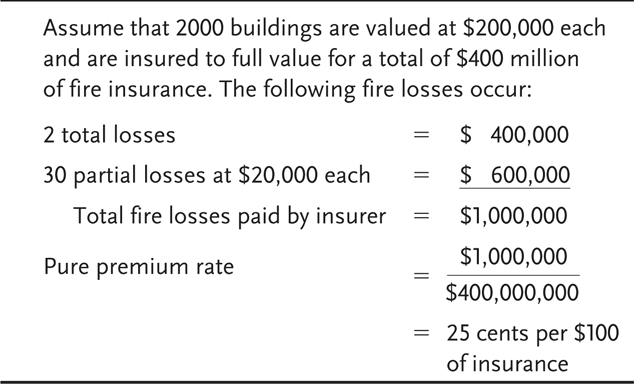 Assume that 2000 buildings are valued at $200,000 each
and are insured to full value for a total of $400 million
of fire insurance. The following fire losses occur:
2 total losses = $ 400,000
30 partial losses at $20,000 each = $ 600,000
Total fire losses paid by insurer = $1,000,000
Pure premium rate = $1,000,000
$400,000,000
= 25 cents per $100
of insurance